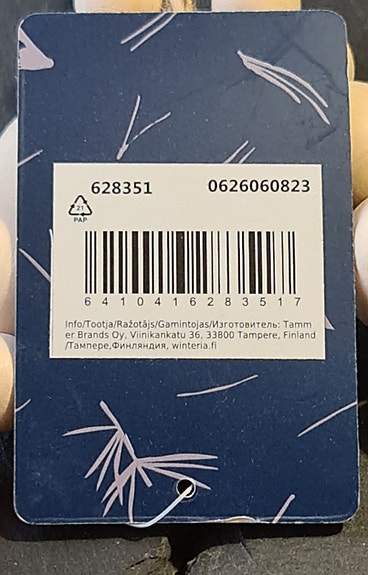 628351 0626060823
21
PAP
6410416283517
Info/Tootja/Ražotājs/Gamintojas/Изготовитель: Tamm
er Brands Oy, Viinikankatu 36, 33800 Tampere, Finland
/Тампере,Финляндия, winteria.fi